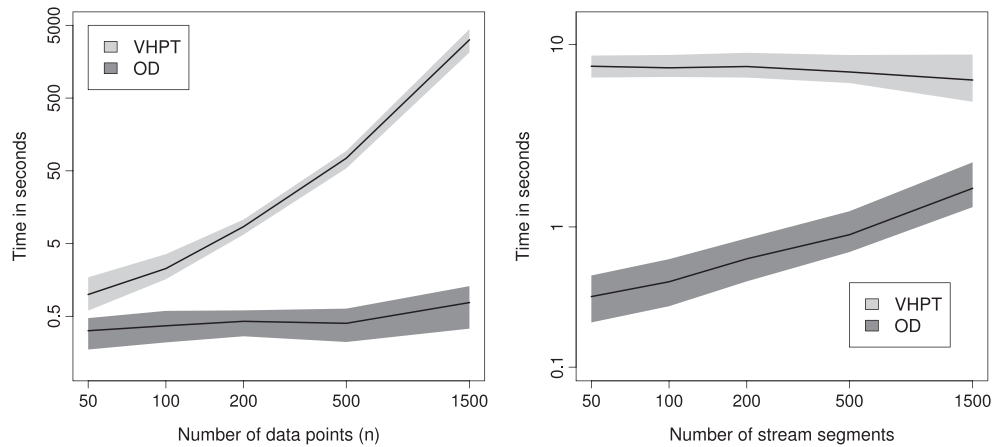 5000
500
50
5
0.5
Time in seconds
VHPT
OD
50 100 200 500 1500
Number of data points (n)
10
1
0.1
Time in seconds
VHPT
OD
50 100 200 500 1500
Number of stream segments